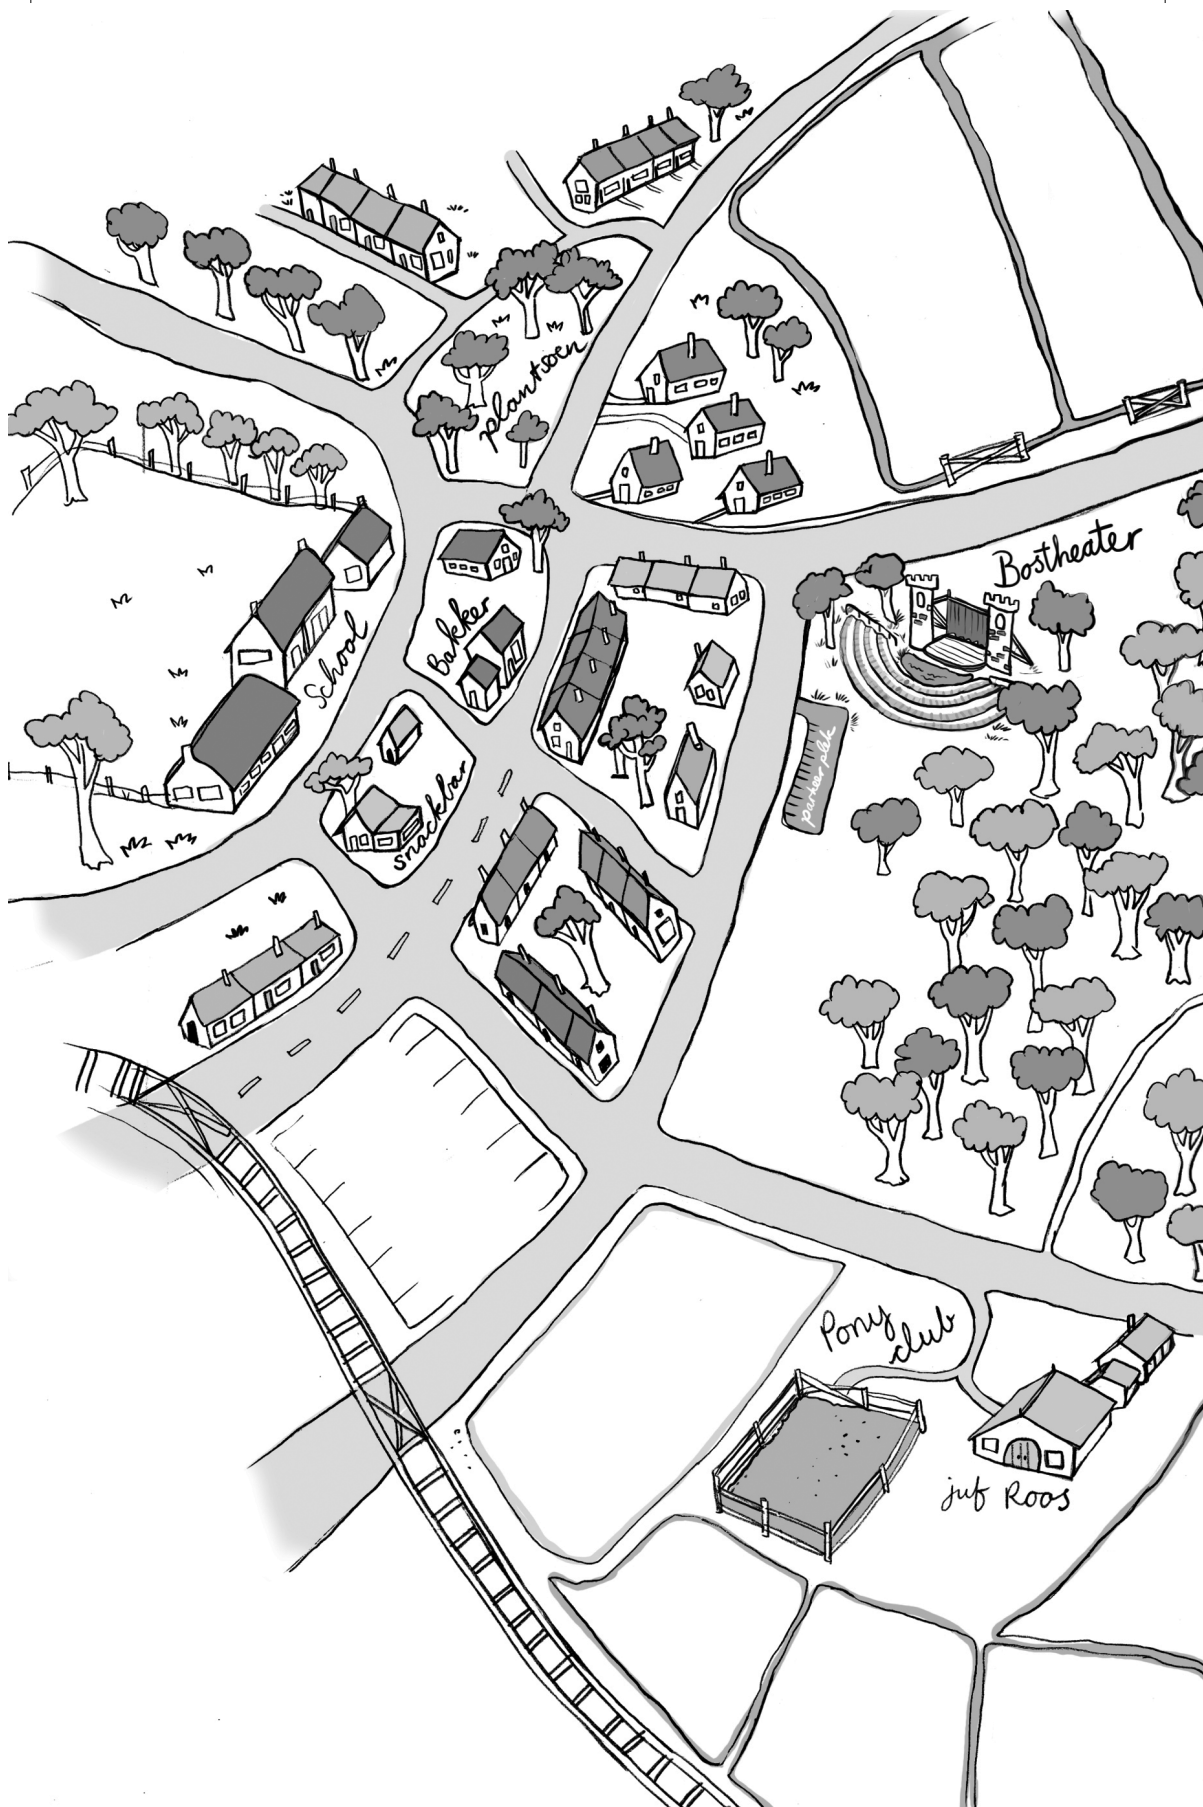 plantsoen
Bostheater
Bakker
School
parkeerplek
snackbar
Pony
club
juf Roos